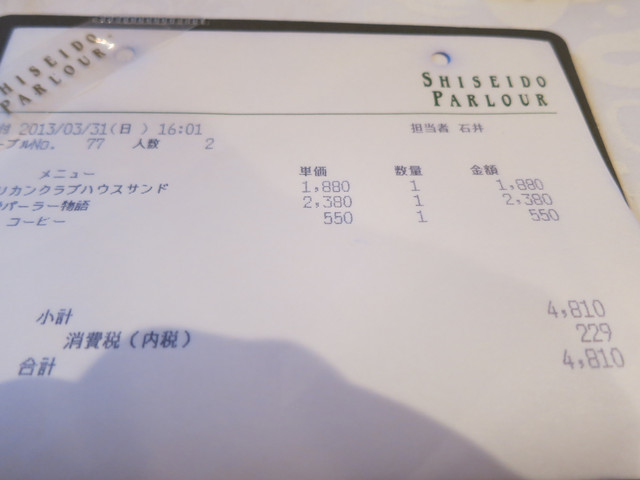 SHISEIDO
PARLOUR
SHISEIDO
PARLOUR
2013/03/31(日 ) 16:01
担当者 石井
ーブルNo. 77 人数 2
メニュー 単価 数量 金額
リカンクラブハウスサンド 1,880 1 1,880
パーラー物語 2,380 1 2,380
コーヒー 550 1 550
小計 4,810
消費税(内税) 229
合計 4,810